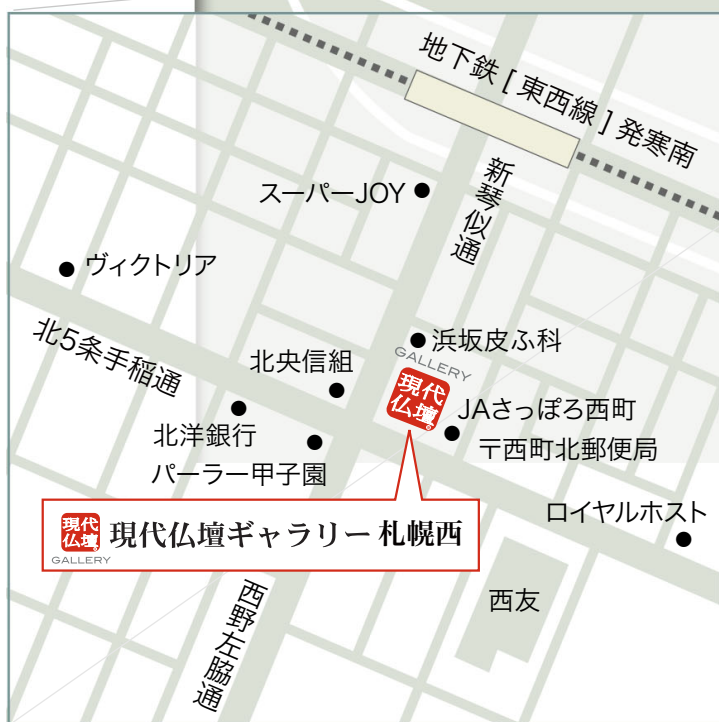 地下鉄 [ 東西線 ] 発寒南
スーパーJOY
新琴似通
ヴィクトリア
北5条手稲通
浜坂皮ふ科
北央信組
GALLERY
現代
仏壇。
JAさっぽろ西町
北洋銀行
〒西町北郵便局
パーラー甲子園
ロイヤルホスト
現代
仏壇。
GALLERY
現代仏壇ギャラリー 札幌西
西友
西野左脇通